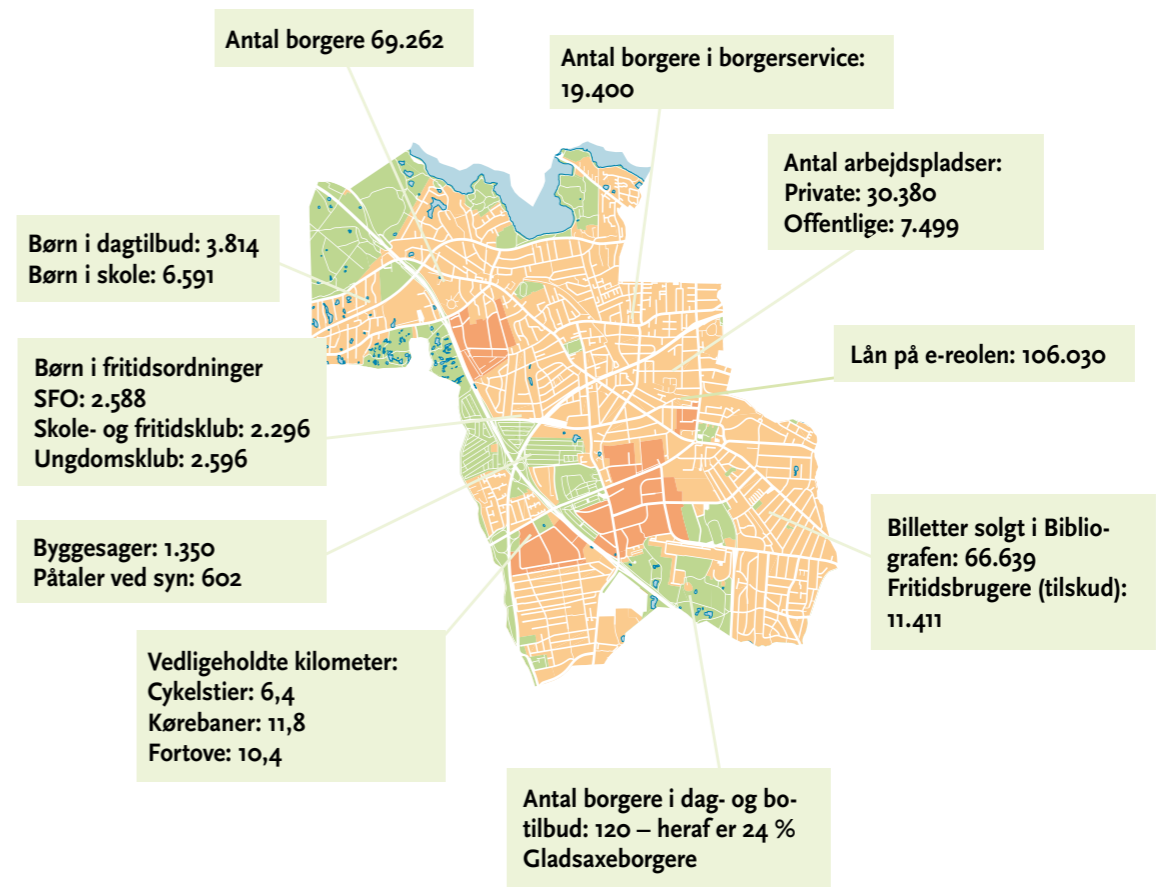 Antal borgere 69.262
Antal borgere i borgerservice:
19.400
Antal arbejdspladser:
Private: 30.380
Offentlige: 7.499
Børn i dagtilbud: 3.814
Børn i skole: 6.591
Lån på e-reolen: 106.030
Børn i fritidsordninger
SFO: 2.588
Skole- og fritidsklub: 2.296
Ungdomsklub: 2.596
Billetter solgt i Biblio-
grafen: 66.639
Fritidsbrugere (tilskud):
11.411
Byggesager: 1.350
Påtaler ved syn: 602
Vedligeholdte kilometer:
Cykelstier: 6,4
Kørebaner: 11,8
Fortove: 10,4
Antal borgere i dag- og bo-
tilbud: 120 – heraf er 24 %
Gladsaxeborgere